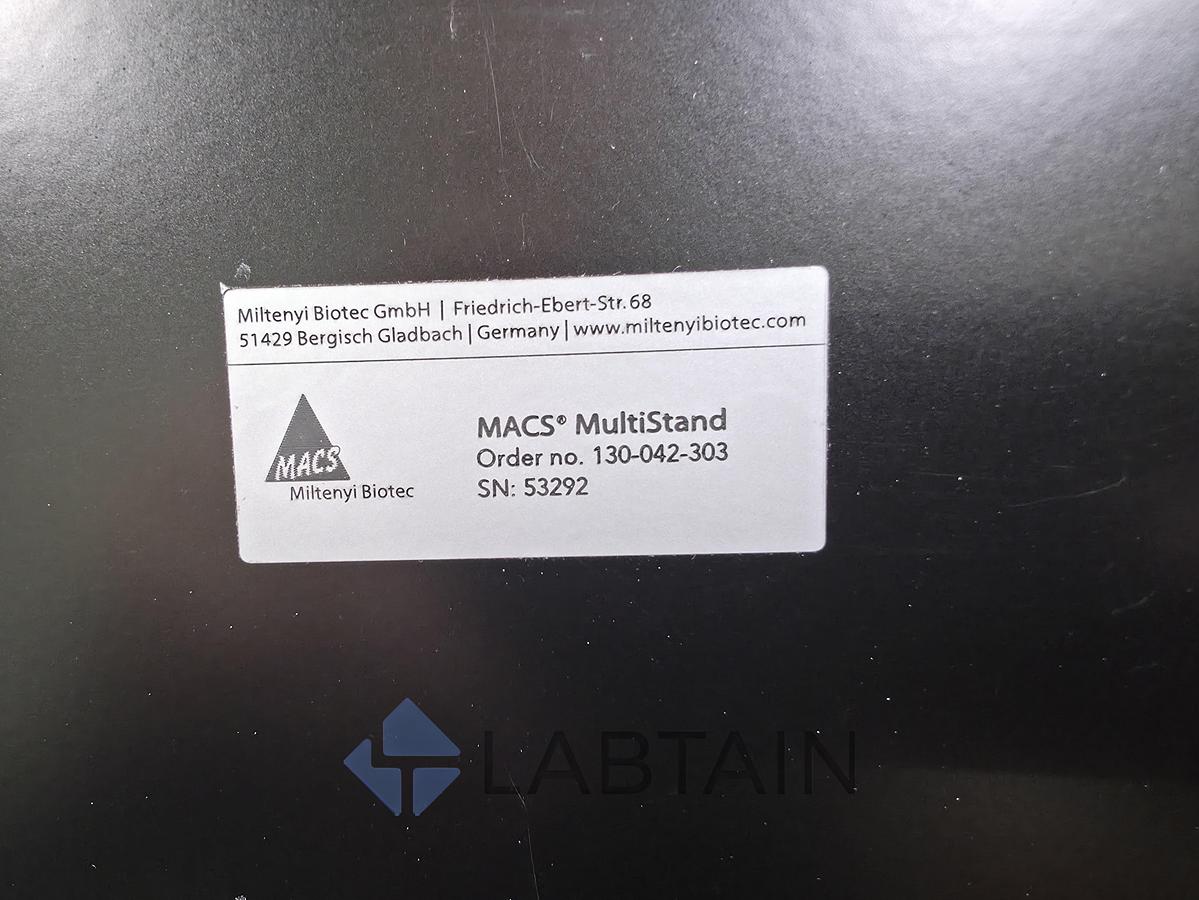 Miltenyi Biotec GmbH | Friedrich-Ebert-Str. 68
51429 Bergisch Gladbach | Germany | www.miltenyibiotec.com
MACS
Miltenyi Biotec
MACS® MultiStand
Order no. 130-042-303
SN: 53292
LABTAIN